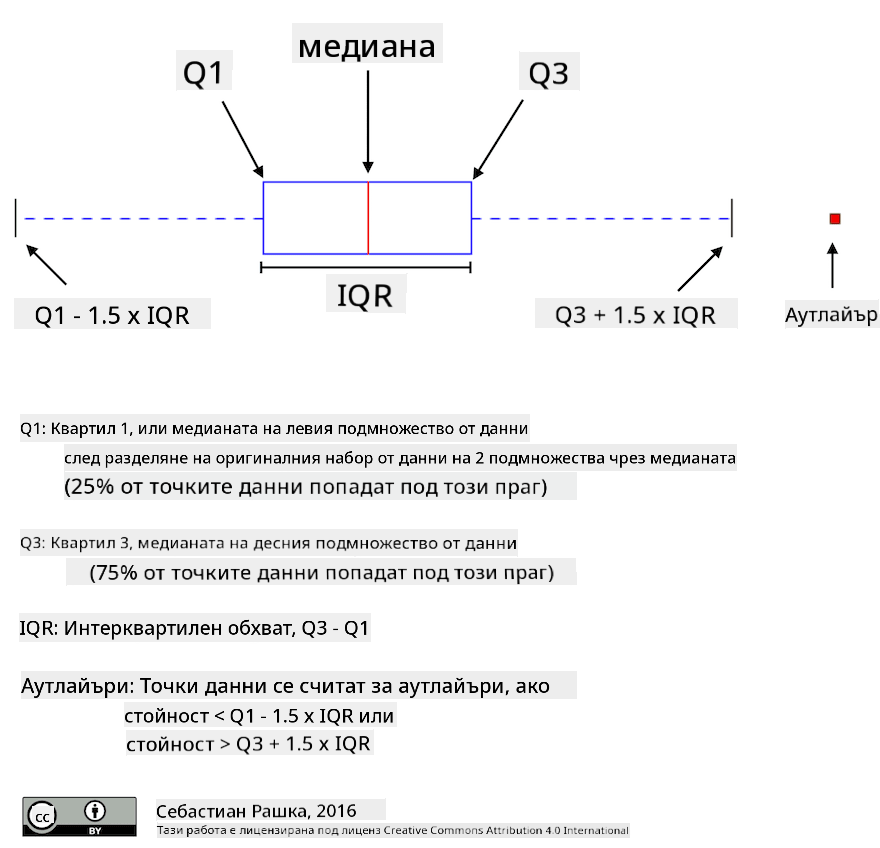 медиана
Q1
Q3
IQR
Q1 - 1.5 x IQR
Q3 + 1.5 x IQR
Аутлайър
Q1: Квартил 1, или медианата на левия подмножество от данни
след разделяне на оригиналния набор от данни на 2 подмножества чрез медианата
(25% от точките данни попадат под този праг)
Q3: Квартил 3, медианата на десния подмножество от данни
(75% от точките данни попадат под този праг)
IQR: Интерквартилен обхват, Q3 - Q1
Аутлайъри: Точки данни се считат за аутлайъри, ако
стойност < Q1 - 1.5 x IQR или
стойност > Q3 + 1.5 x IQR
cc
BY
Себастиан Рашка, 2016
Тази работа е лицензирана под лиценз Creative Commons Attribution 4.0 International